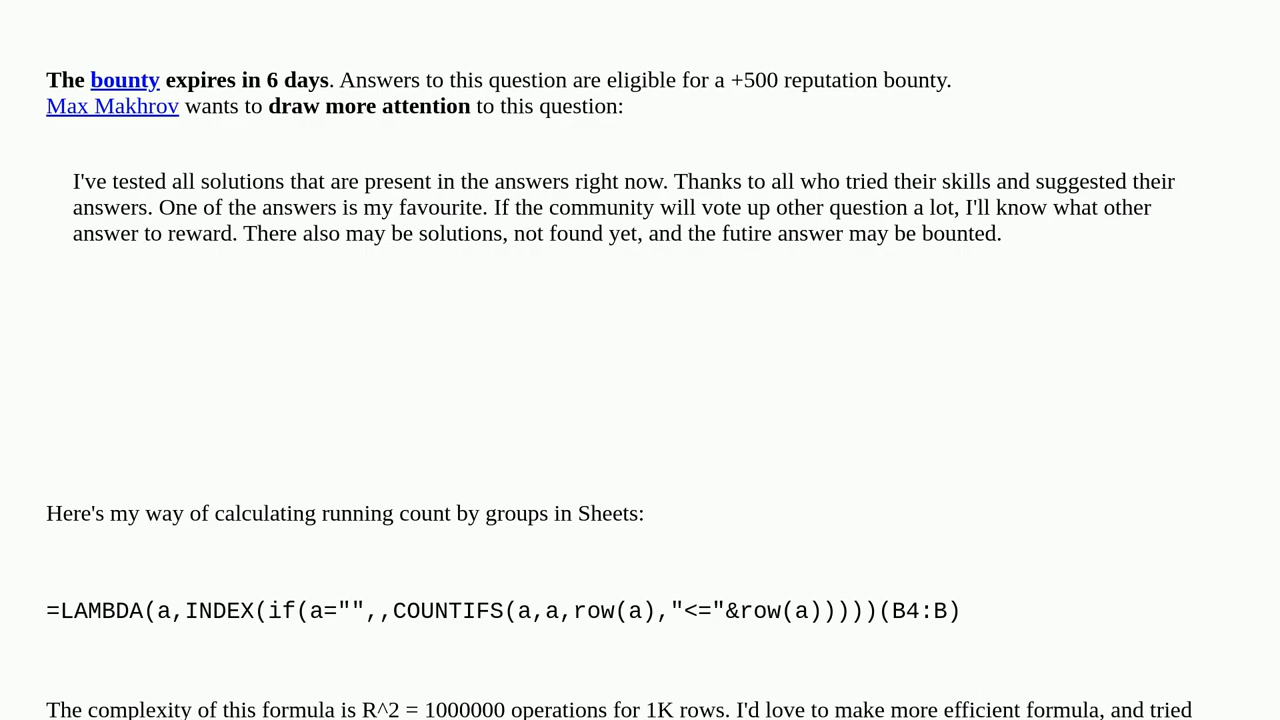 The bounty expires in 6 days. Answers to this question are eligible for a +500 reputation bounty.
Max Makhrov wants to draw more attention to this question:
I've tested all solutions that are present in the answers right now. Thanks to all who tried their skills and suggested their
answers. One of the answers is my favourite. If the community will vote up other question a lot, I'll know what other
answer to reward. There also may be solutions, not found yet, and the futire answer may be bounted.
Here's my way of calculating running count by groups in Sheets:
=LAMBDA(a,INDEX(if(a="",,COUNTIFS(a,a,row(a),"<="&row(a)))))(B4:B)
The complexity of this formula is R^2 = 1000000 operations for 1K rows. I'd love to make more efficient formula, and tried